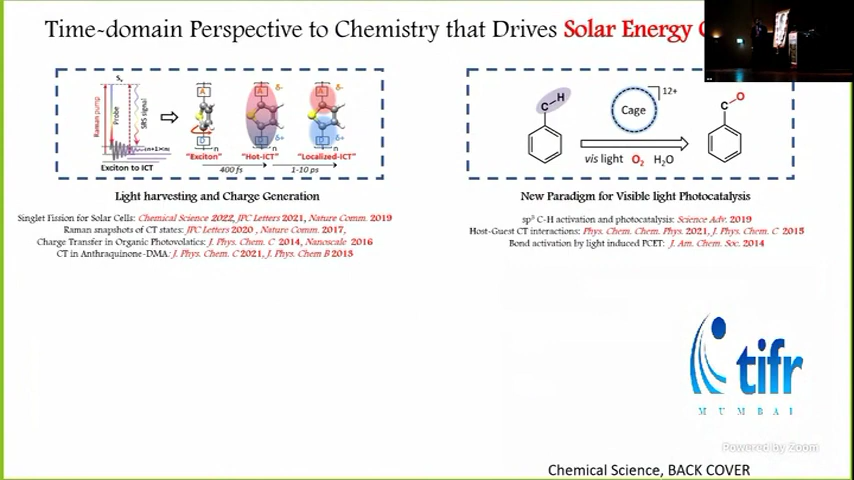 Time-domain Perspective to Chemistry that Drives Solar Energy
S₁
Raman pump
Probe
SRS signal
Exciton to ICT
A
D
n
"Exciton"
400 fs
A
δ-
D
δ+
n
"Hot-ICT"
1-10 ps
A
δ-
D
δ+
n
"Localized-ICT"
C H
Cage
12+
vis light O₂ H₂O
C O
Light harvesting and Charge Generation
Singlet Fission for Solar Cells: Chemical Science 2022, JPC Letters 2021, Nature Comm. 2019
Raman snapshots of CT states: JPC Letters 2020 , Nature Comm. 2017,
Charge Transfer in Organic Photovolatics: J. Phys. Chem. C 2014, Nanoscale 2016
CT in Anthraquinone-DMA: J. Phys. Chem. C 2021, J. Phys. Chem B 2013
New Paradigm for Visible light Photocatalysis
sp³ C-H activation and photocatalysis: Science Adv. 2019
Host-Guest CT interactions: Phys. Chem. Chem. Phys. 2021, J. Phys. Chem. C 2015
Bond activation by light induced PCET: J. Am. Chem. Soc. 2014
tifr
MUMBAI
Powered by Zoom
Chemical Science, BACK COVER